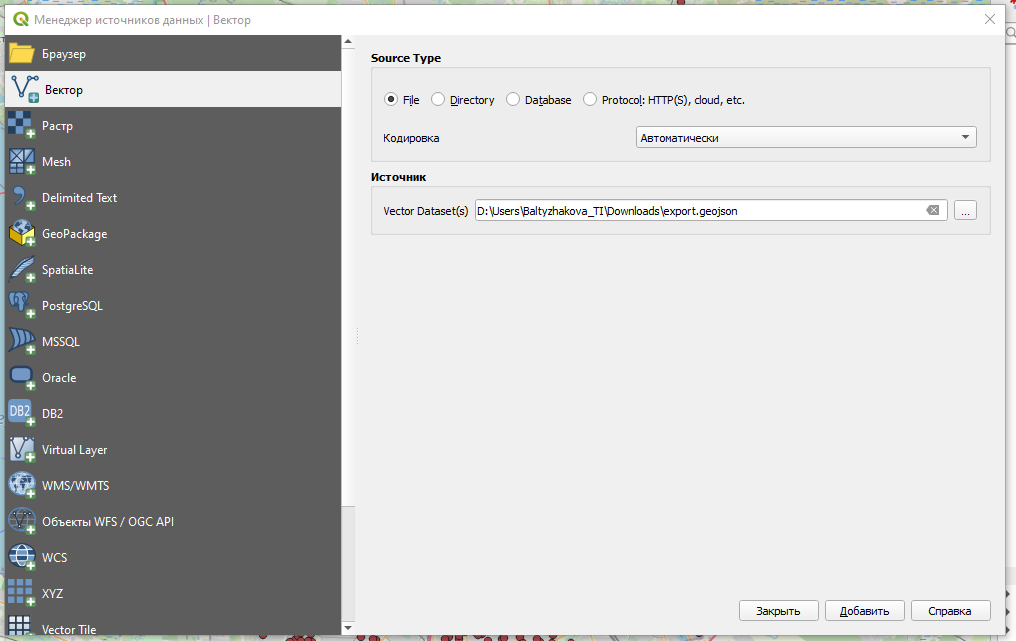 Менеджер источников данных | Вектор
Браузер
Вектор
Растр
Mesh
Delimited Text
GeoPackage
SpatiaLite
PostgreSQL
MSSQL
Oracle
DB2
DB2
Virtual Layer
WMS/WMTS
Объекты WFS / OGC API
WCS
XYZ
Vector Tile
Source Type
File Directory Database Protocol: HTTP(S), cloud, etc.
Кодировка Автоматически
Источник
Vector Dataset(s) D:\Users\Baltyzhakova_TI\Downloads\export.geojson ...
Закрыть Добавить Справка